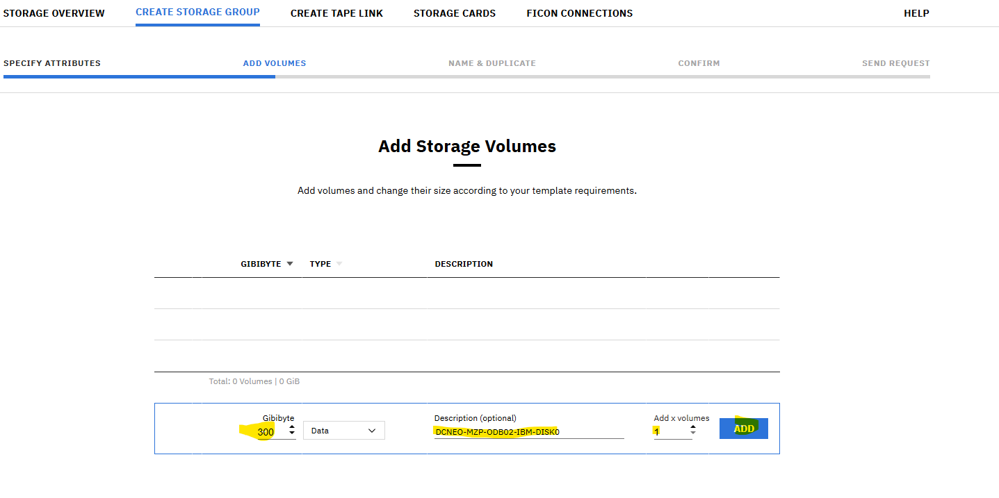 STORAGE OVERVIEW CREATE STORAGE GROUP CREATE TAPE LINK STORAGE CARDS FICON CONNECTIONS HELP
SPECIFY ATTRIBUTES ADD VOLUMES NAME & DUPLICATE CONFIRM SEND REQUEST
Add Storage Volumes
Add volumes and change their size according to your template requirements.
GIBIBYTE TYPE DESCRIPTION
Total: 0 Volumes | 0 GiB
Gibibyte Description (optional) Add x volumes
300 Data DCNEO-MZP-ODB02-IBM-DISK0 1 ADD